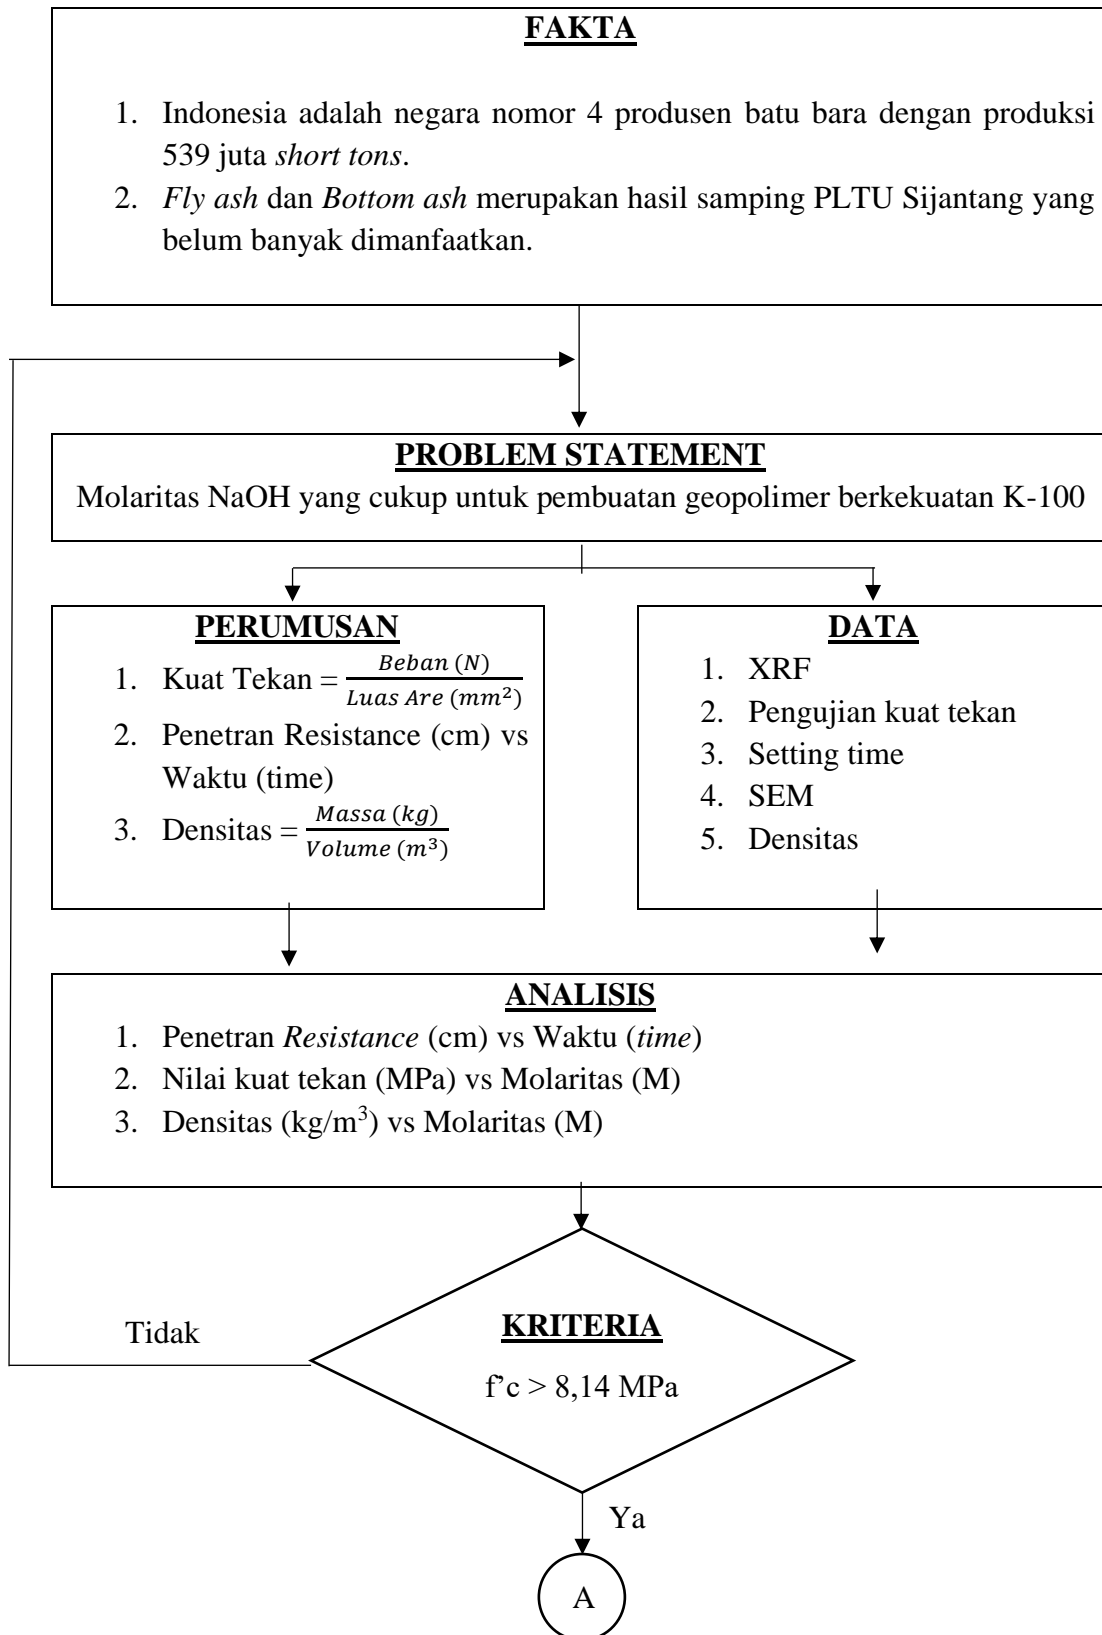 FAKTA
1. Indonesia adalah negara nomor 4 produsen batu bara dengan produksi
539 juta short tons.
2. Fly ash dan Bottom ash merupakan hasil samping PLTU Sijantang yang
belum banyak dimanfaatkan.
PROBLEM STATEMENT
Molaritas NaOH yang cukup untuk pembuatan geopolimer berkekuatan K-100
PERUMUSAN
1. Kuat Tekan = Beban (N) / Luas Are (mm²)
2. Penetran Resistance (cm) vs
Waktu (time)
3. Densitas = Massa (kg) / Volume (m³)
DATA
1. XRF
2. Pengujian kuat tekan
3. Setting time
4. SEM
5. Densitas
ANALISIS
1. Penetran Resistance (cm) vs Waktu (time)
2. Nilai kuat tekan (MPa) vs Molaritas (M)
3. Densitas (kg/m³) vs Molaritas (M)
Tidak
KRITERIA
f’c > 8,14 MPa
Ya
A